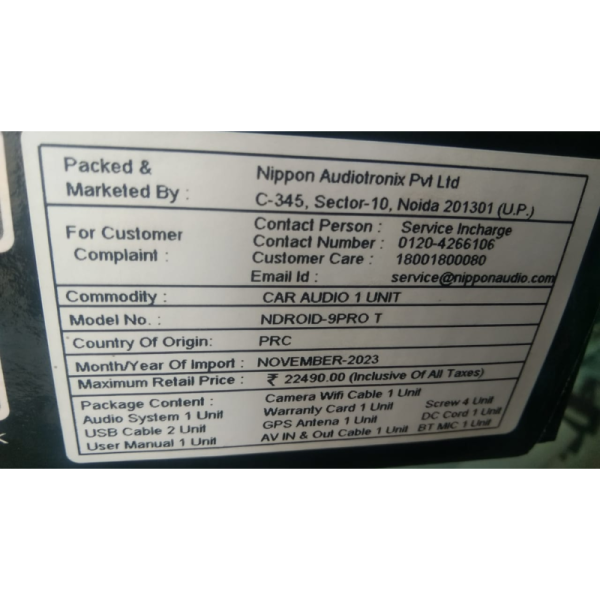 Packed & Marketed By : Nippon Audiotronix Pvt Ltd
C-345, Sector-10, Noida 201301 (U.P.)
For Customer Complaint :
Contact Person : Service Incharge
Contact Number : 0120-4266106
Customer Care : 18001800080
Email Id : service@nipponaudio.com
Commodity : CAR AUDIO 1 UNIT
Model No. : NDROID-9PRO T
Country Of Origin: PRC
Month/Year Of Import : NOVEMBER-2023
Maximum Retail Price : ₹ 22490.00 (Inclusive Of All Taxes)
Package Content : Camera Wifi Cable 1 Unit Screw 4 Unit
Audio System 1 Unit Warranty Card 1 Unit DC Cord 1 Unit
USB Cable 2 Unit GPS Antena 1 Unit BT MIC 1 Unit
User Manual 1 Unit AV IN & Out Cable 1 Unit
K